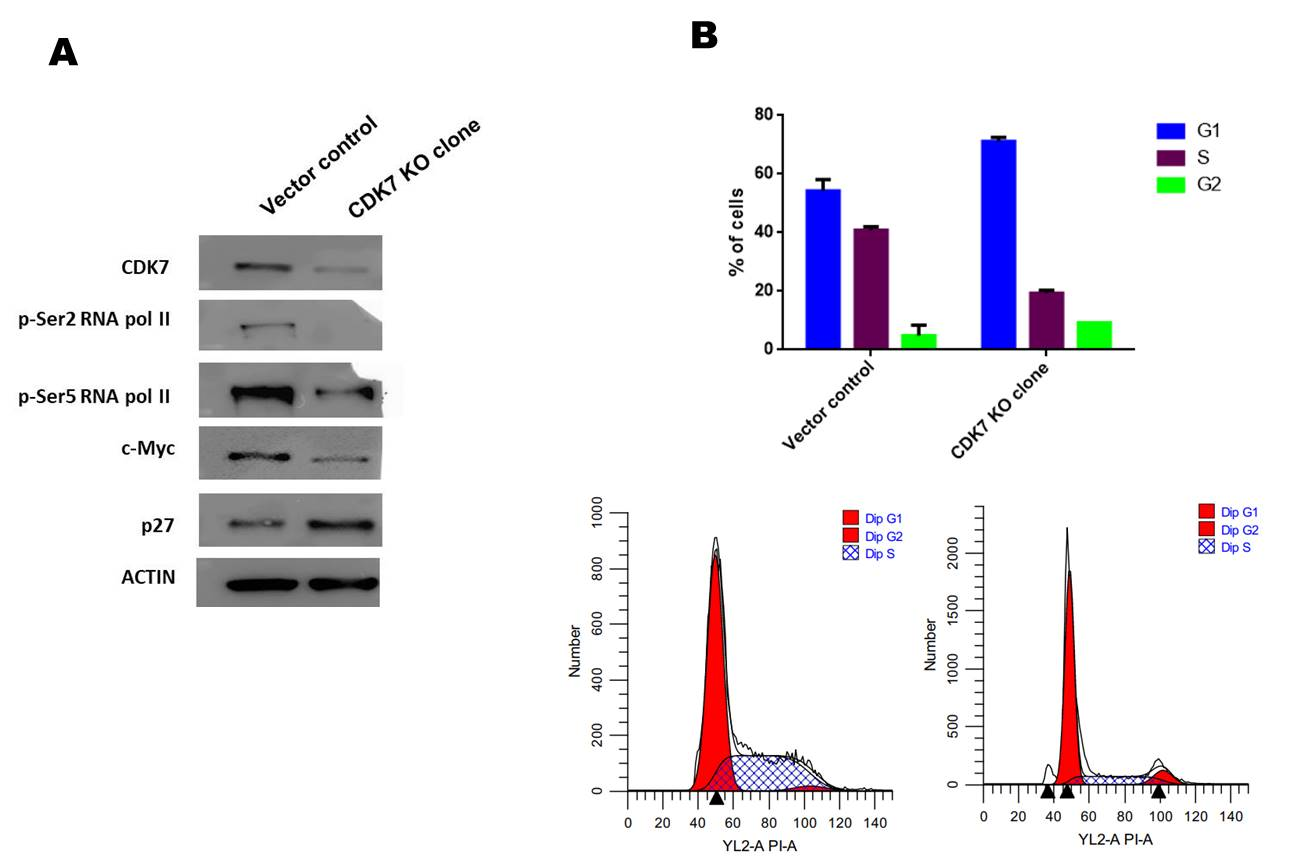 A
Vector control
CDK7 KO clone
CDK7
p-Ser2 RNA pol II
p-Ser5 RNA pol II
c-Myc
p27
ACTIN
B
80
60
40
20
0
% of cells
Vector control
CDK7 KO clone
G1
S
G2
1000
800
600
400
200
0
Number
0 20 40 60 80 100 120 140
YL2-A PI-A
Dip G1
Dip G2
Dip S
2000
1500
1000
500
0
Number
0 20 40 60 80 100 120 140
YL2-A PI-A
Dip G1
Dip G2
Dip S